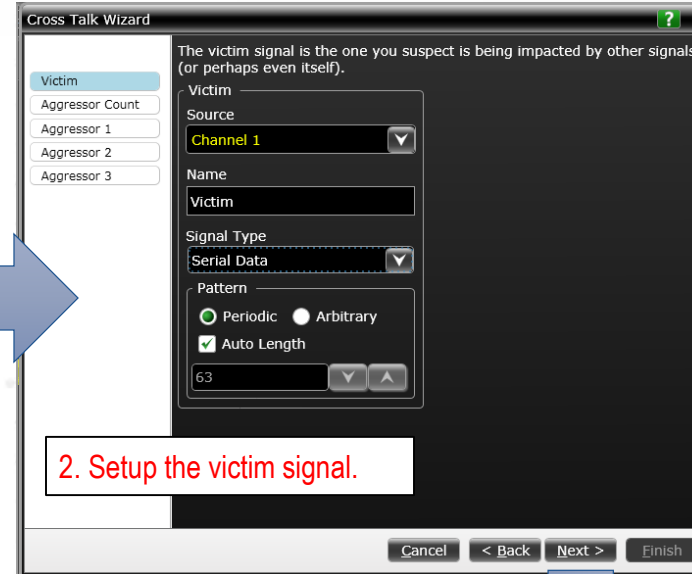 Cross Talk Wizard
?
The victim signal is the one you suspect is being impacted by other signals
(or perhaps even itself).
Victim
Aggressor Count
Aggressor 1
Aggressor 2
Aggressor 3
Victim
Source
Channel 1
Name
Victim
Signal Type
Serial Data
Pattern
Periodic Arbitrary
Auto Length
63
2. Setup the victim signal.
Cancel < Back Next > Finish